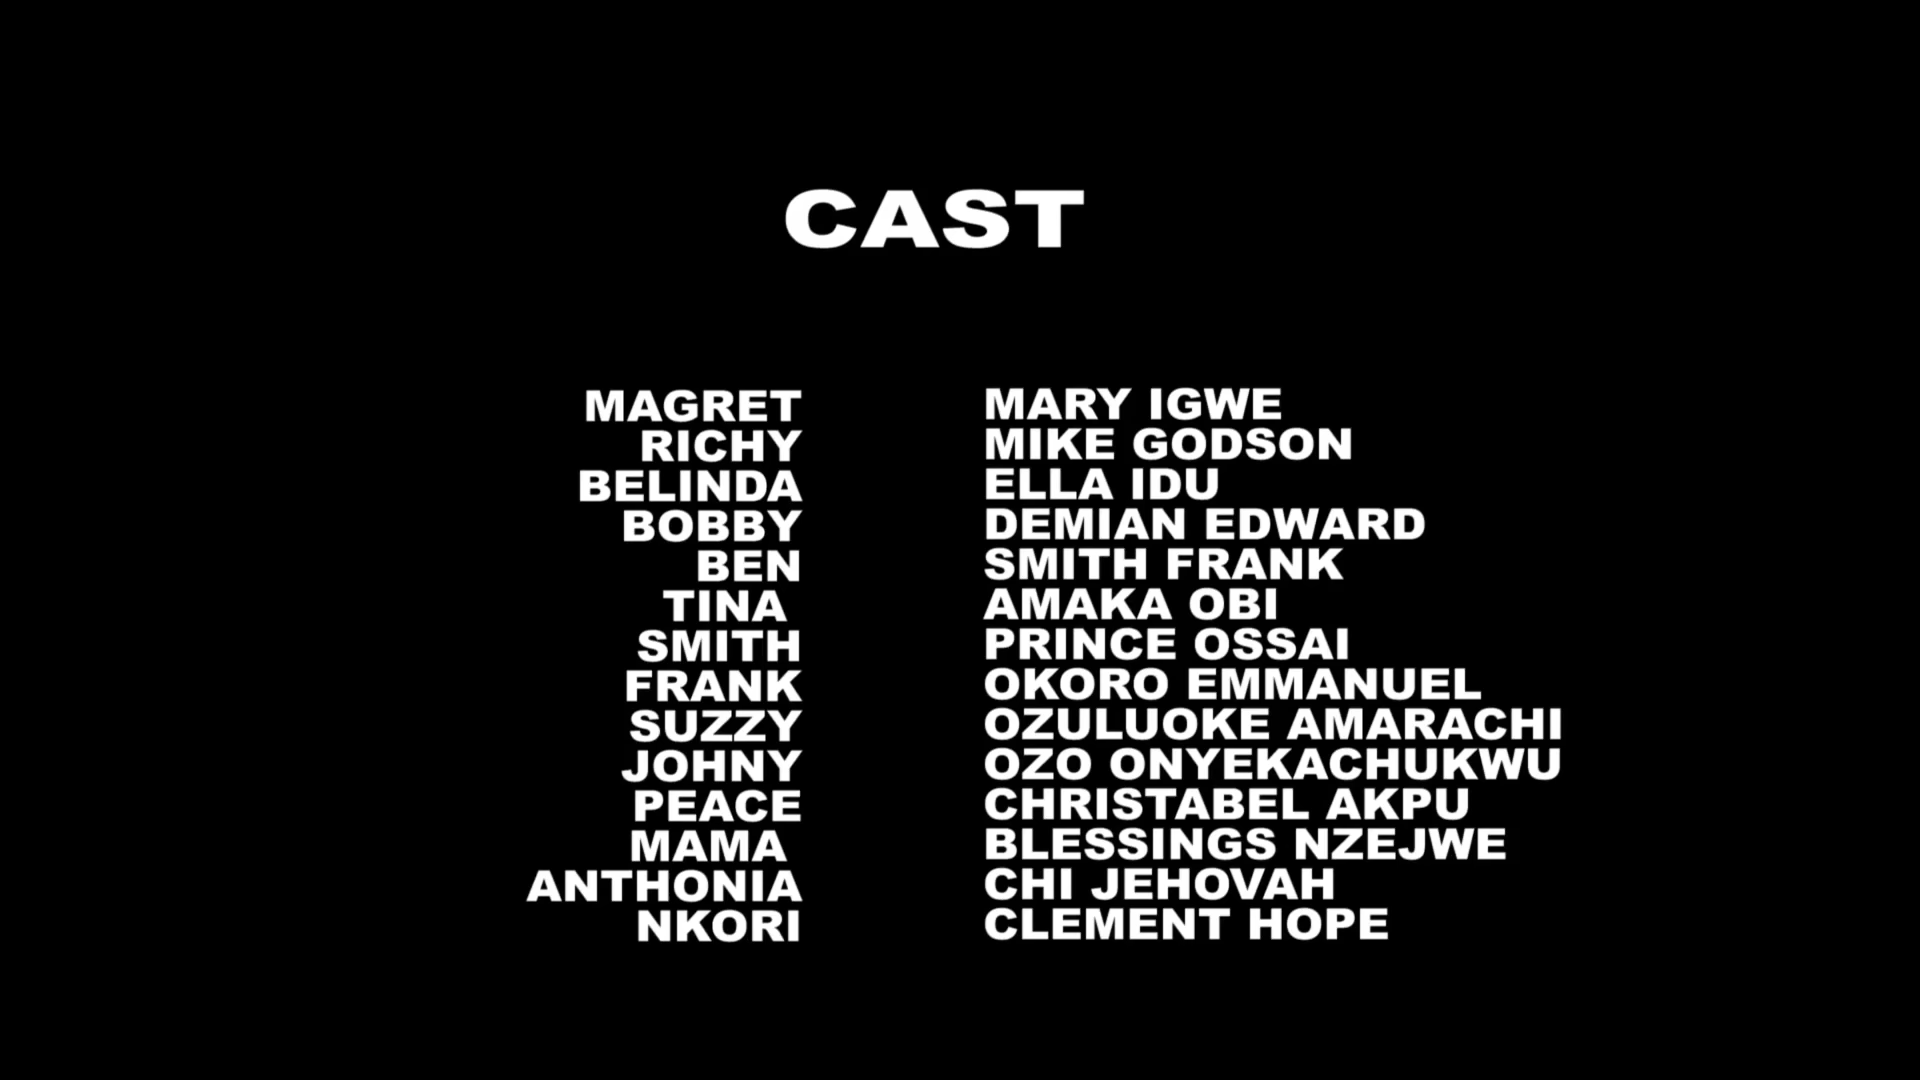 CAST
MAGRET MARY IGWE
RICHY MIKE GODSON
BELINDA ELLA IDU
BOBBY DEMIAN EDWARD
BEN SMITH FRANK
TINA AMAKA OBI
SMITH PRINCE OSSAI
FRANK OKORO EMMANUEL
SUZZY OZULUOKE AMARACHI
JOHNY OZO ONYEKACHUKWU
PEACE CHRISTABEL AKPU
MAMA BLESSINGS NZEJWE
ANTHONIA CHI JEHOVAH
NKORI CLEMENT HOPE